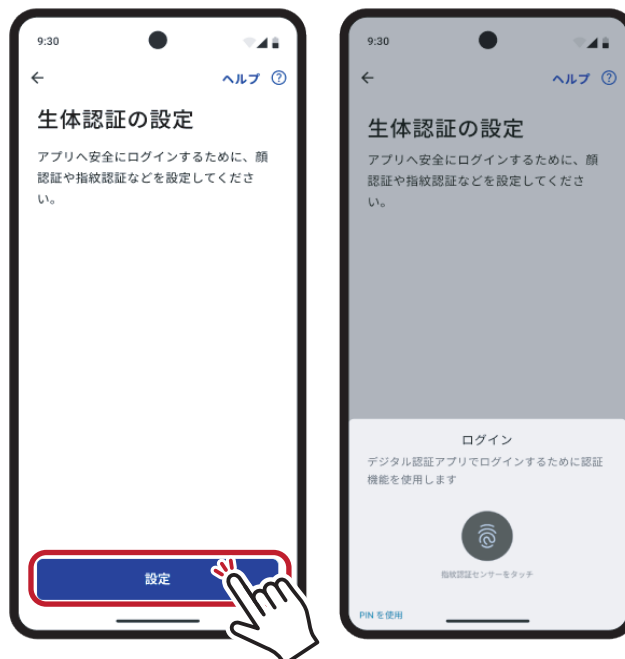 9:30
ヘルプ ?
生体認証の設定
アプリへ安全にログインするために、顔
認証や指紋認証などを設定してくださ
い。
設定
9:30
ヘルプ ?
生体認証の設定
アプリへ安全にログインするために、顔
認証や指紋認証などを設定してくださ
い。
ログイン
デジタル認証アプリでログインするために認証
機能を使用します
指紋認証センサーをタッチ
PIN を使用